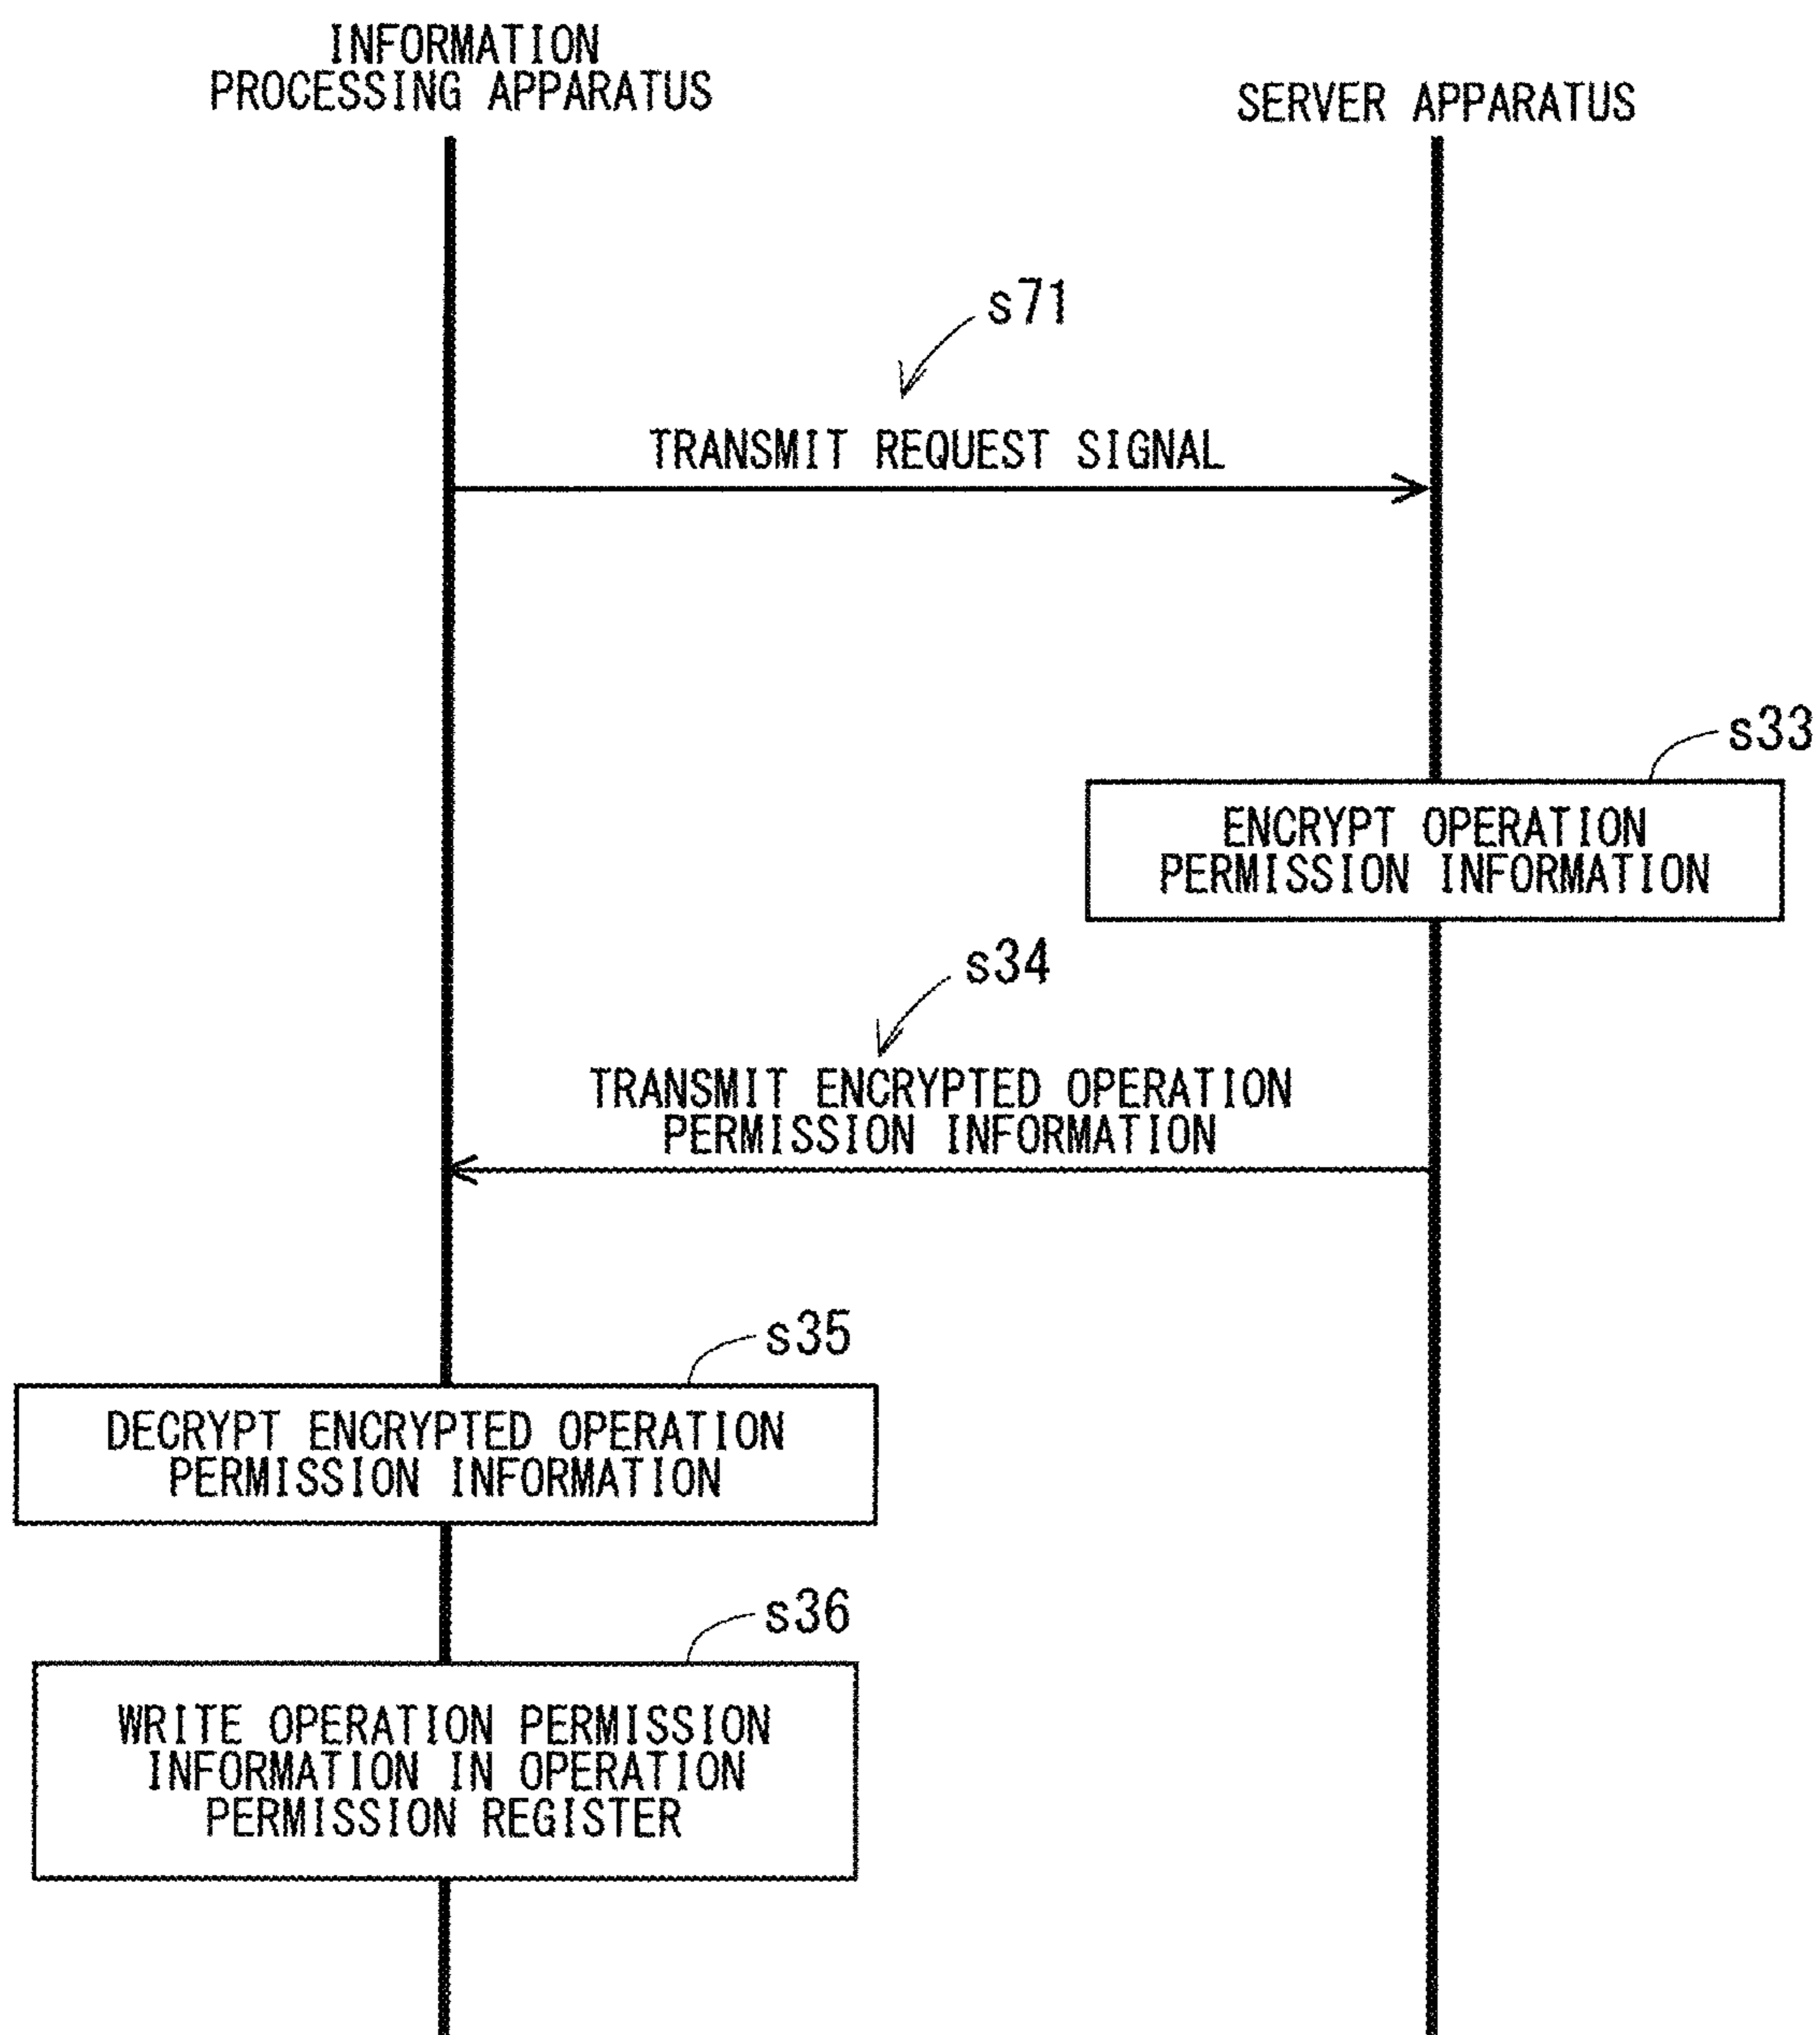 INFORMATION
PROCESSING APPARATUS
SERVER APPARATUS
s71
TRANSMIT REQUEST SIGNAL
s33
ENCRYPT OPERATION
PERMISSION INFORMATION
s34
TRANSMIT ENCRYPTED OPERATION
PERMISSION INFORMATION
s35
DECRYPT ENCRYPTED OPERATION
PERMISSION INFORMATION
s36
WRITE OPERATION PERMISSION
INFORMATION IN OPERATION
PERMISSION REGISTER